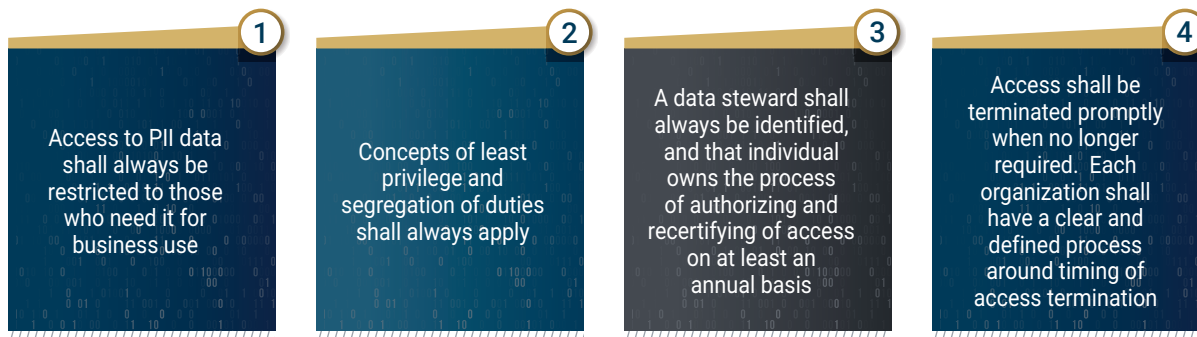 1
Access to PII data
shall always be
restricted to those
who need it for
business use
2
Concepts of least
privilege and
segregation of duties
shall always apply
3
A data steward shall
always be identified,
and that individual
owns the process
of authorizing and
recertifying of access
on at least an
annual basis
4
Access shall be
terminated promptly
when no longer
required.  Each
organization shall
have a clear and
defined process
around timing of
access termination